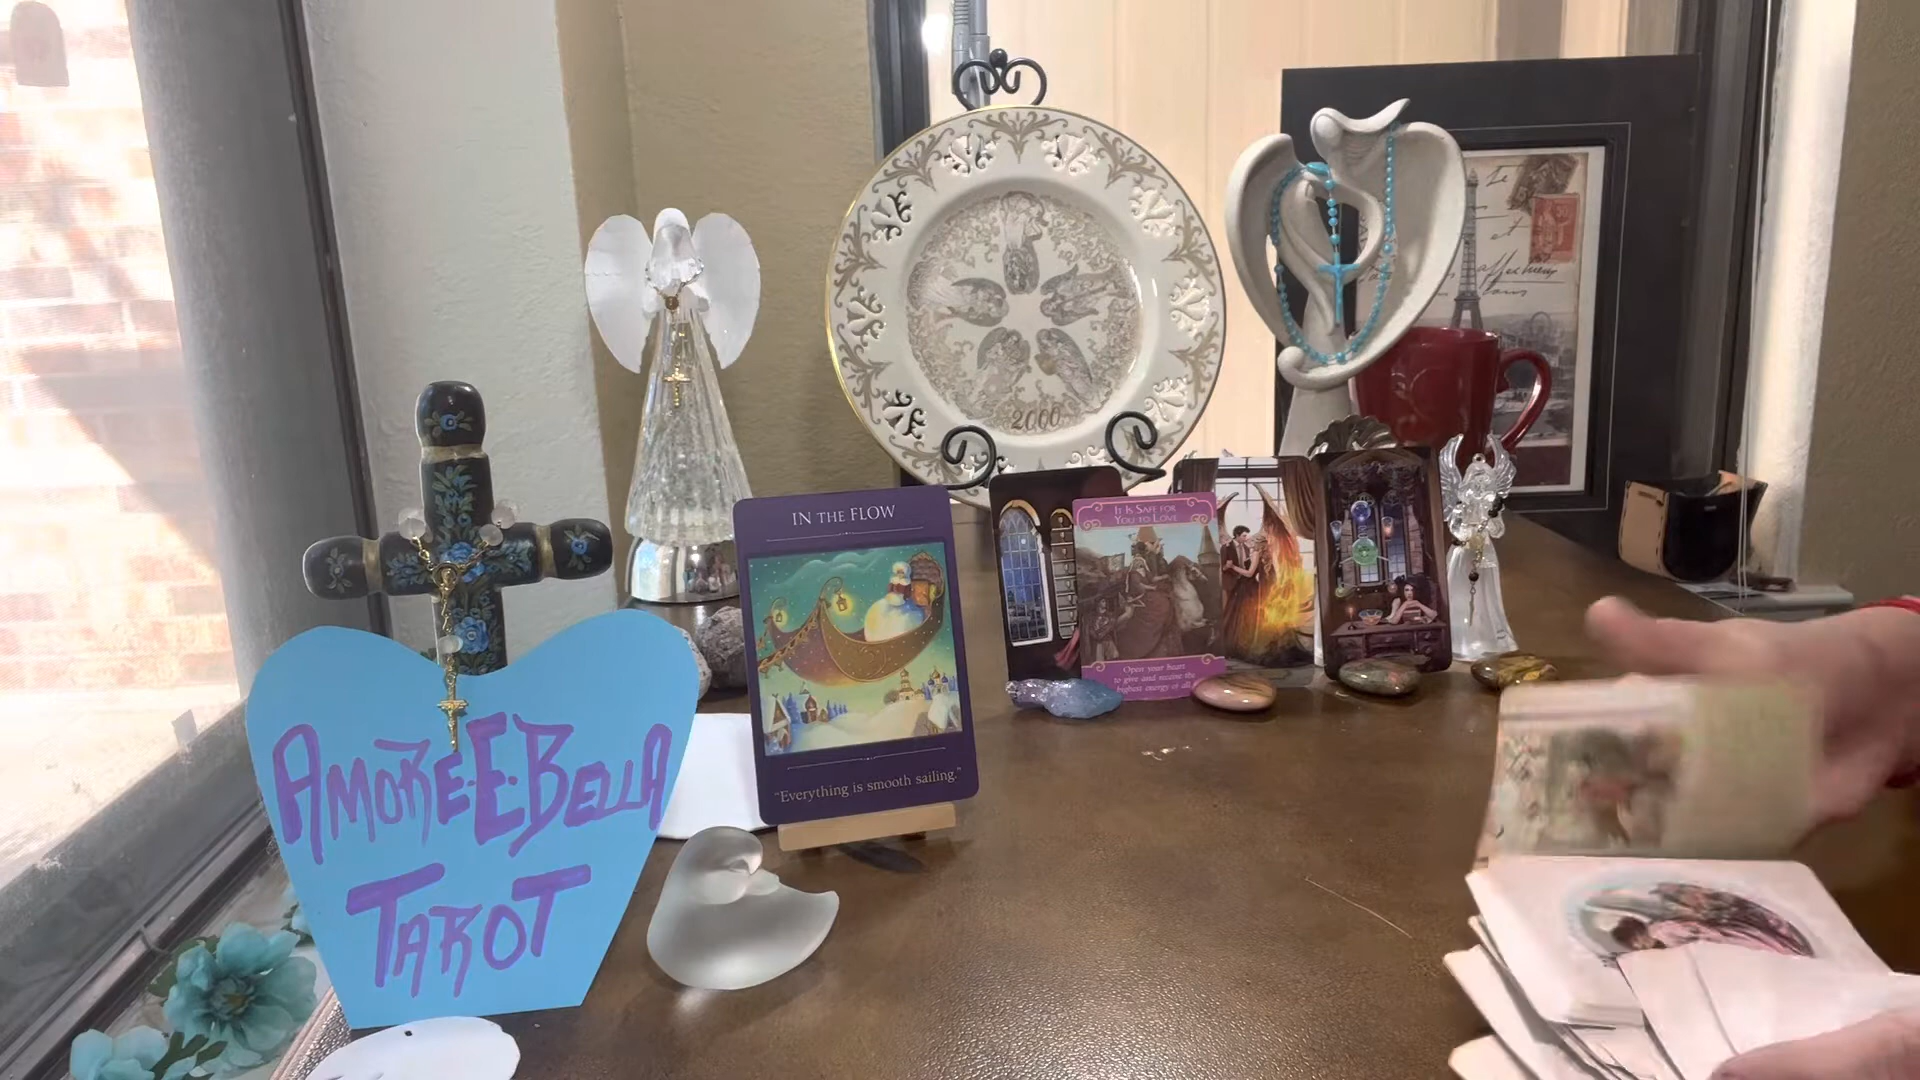 2000
IN THE FLOW
"Everything is smooth sailing."
IT IS SAFE FOR
YOU TO LOVE
Open your heart
to give and receive the
highest energy of all
AMORE·E·BELLA
TAROT